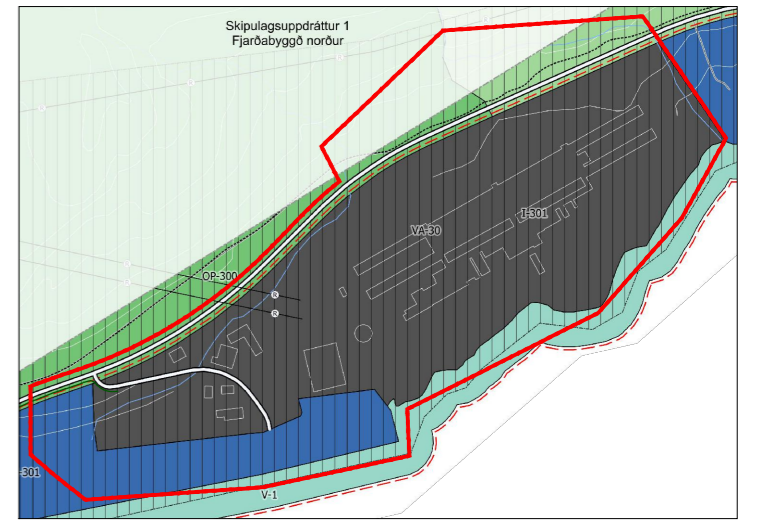 Skipulagsuppdráttur 1
Fjarðabyggð norður
I-301
VA-30
OP-300
R
R
-301
V-1